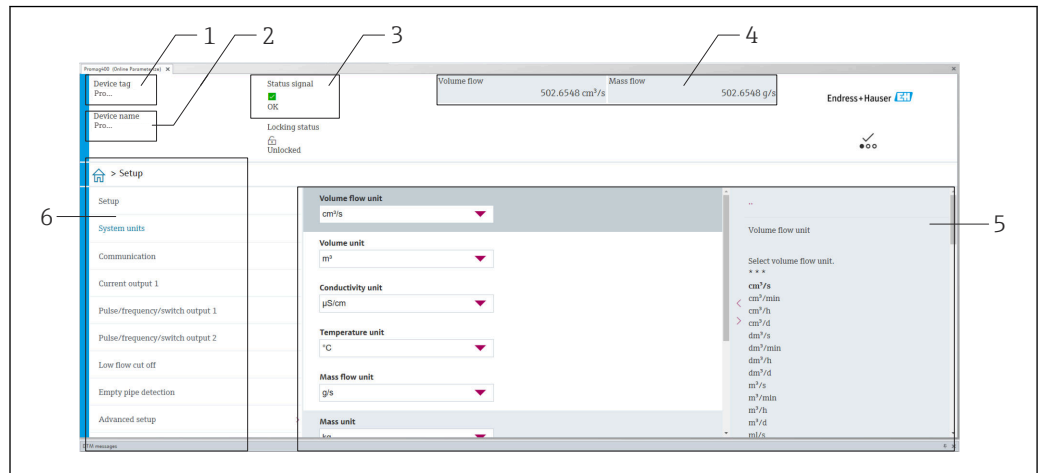 1
2
3
4
Promag400 (Online Parameterize) x
Device tag
Pro...
Device name
Pro...
Status signal
OK
Locking status
Unlocked
Volume flow
502.6548 cm³/s
Mass flow
502.6548 g/s
Endress+Hauser EH
> Setup
6
5
Setup
System units
Communication
Current output 1
Pulse/frequency/switch output 1
Pulse/frequency/switch output 2
Low flow cut off
Empty pipe detection
Advanced setup
Volume flow unit
cm³/s
Volume unit
m³
Conductivity unit
µS/cm
Temperature unit
°C
Mass flow unit
g/s
Mass unit
kg
..
Volume flow unit
Select volume flow unit.
* * *
cm³/s
cm³/min
cm³/h
cm³/d
dm³/s
dm³/min
dm³/h
dm³/d
m³/s
m³/min
m³/h
m³/d
ml/s
DTM messages